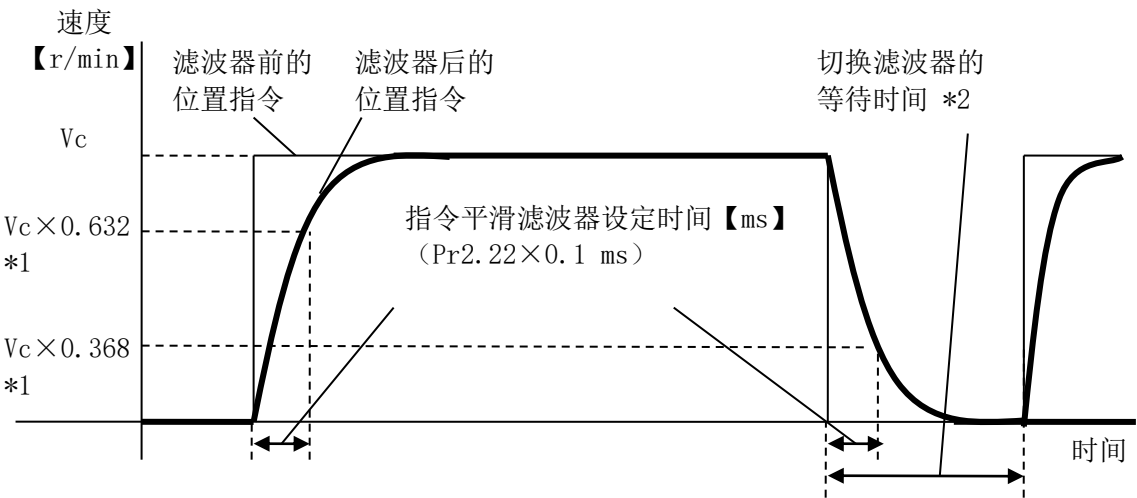 速度
【r/min】
滤波器前的
位置指令
滤波器后的
位置指令
切换滤波器的
等待时间 *2
Vc
Vc×0.632
*1
指令平滑滤波器设定时间【ms】
（Pr2.22×0.1 ms）
Vc×0.368
*1
时间